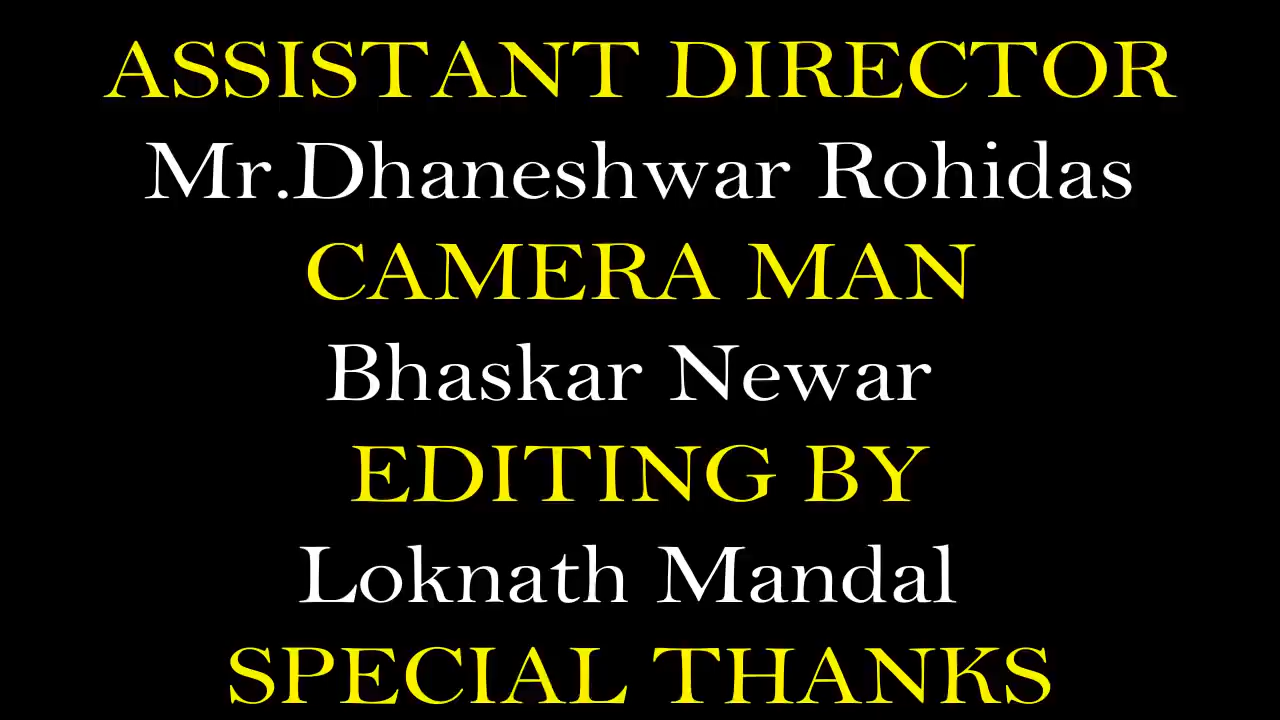 ASSISTANT DIRECTOR
Mr.Dhaneshwar Rohidas
CAMERA MAN
Bhaskar Newar
EDITING BY
Loknath Mandal
SPECIAL THANKS